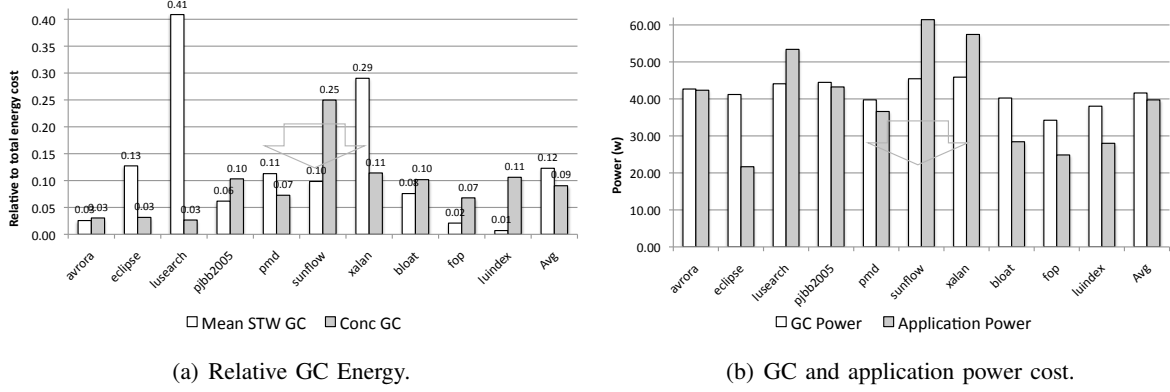 Relative to total energy cost
0.40
0.35
0.30
0.25
0.20
0.15
0.10
0.05
0.00
0.03
0.03
0.13
0.03
0.41
0.03
0.06
0.10
0.11
0.07
0.10
0.25
0.29
0.11
0.08
0.10
0.02
0.07
0.01
0.11
0.12
0.09
avrora
eclipse
lusearch
pjbb2005
pmd
sunflow
xalan
bloat
fop
luindex
Avg
Mean STW GC
Conc GC
(a) Relative GC Energy.
Power (w)
60.00
50.00
40.00
30.00
20.00
10.00
0.00
avrora
eclipse
lusearch
pjbb2005
pmd
sunflow
xalan
bloat
fop
luindex
Avg
GC Power
Application Power
(b) GC and application power cost.